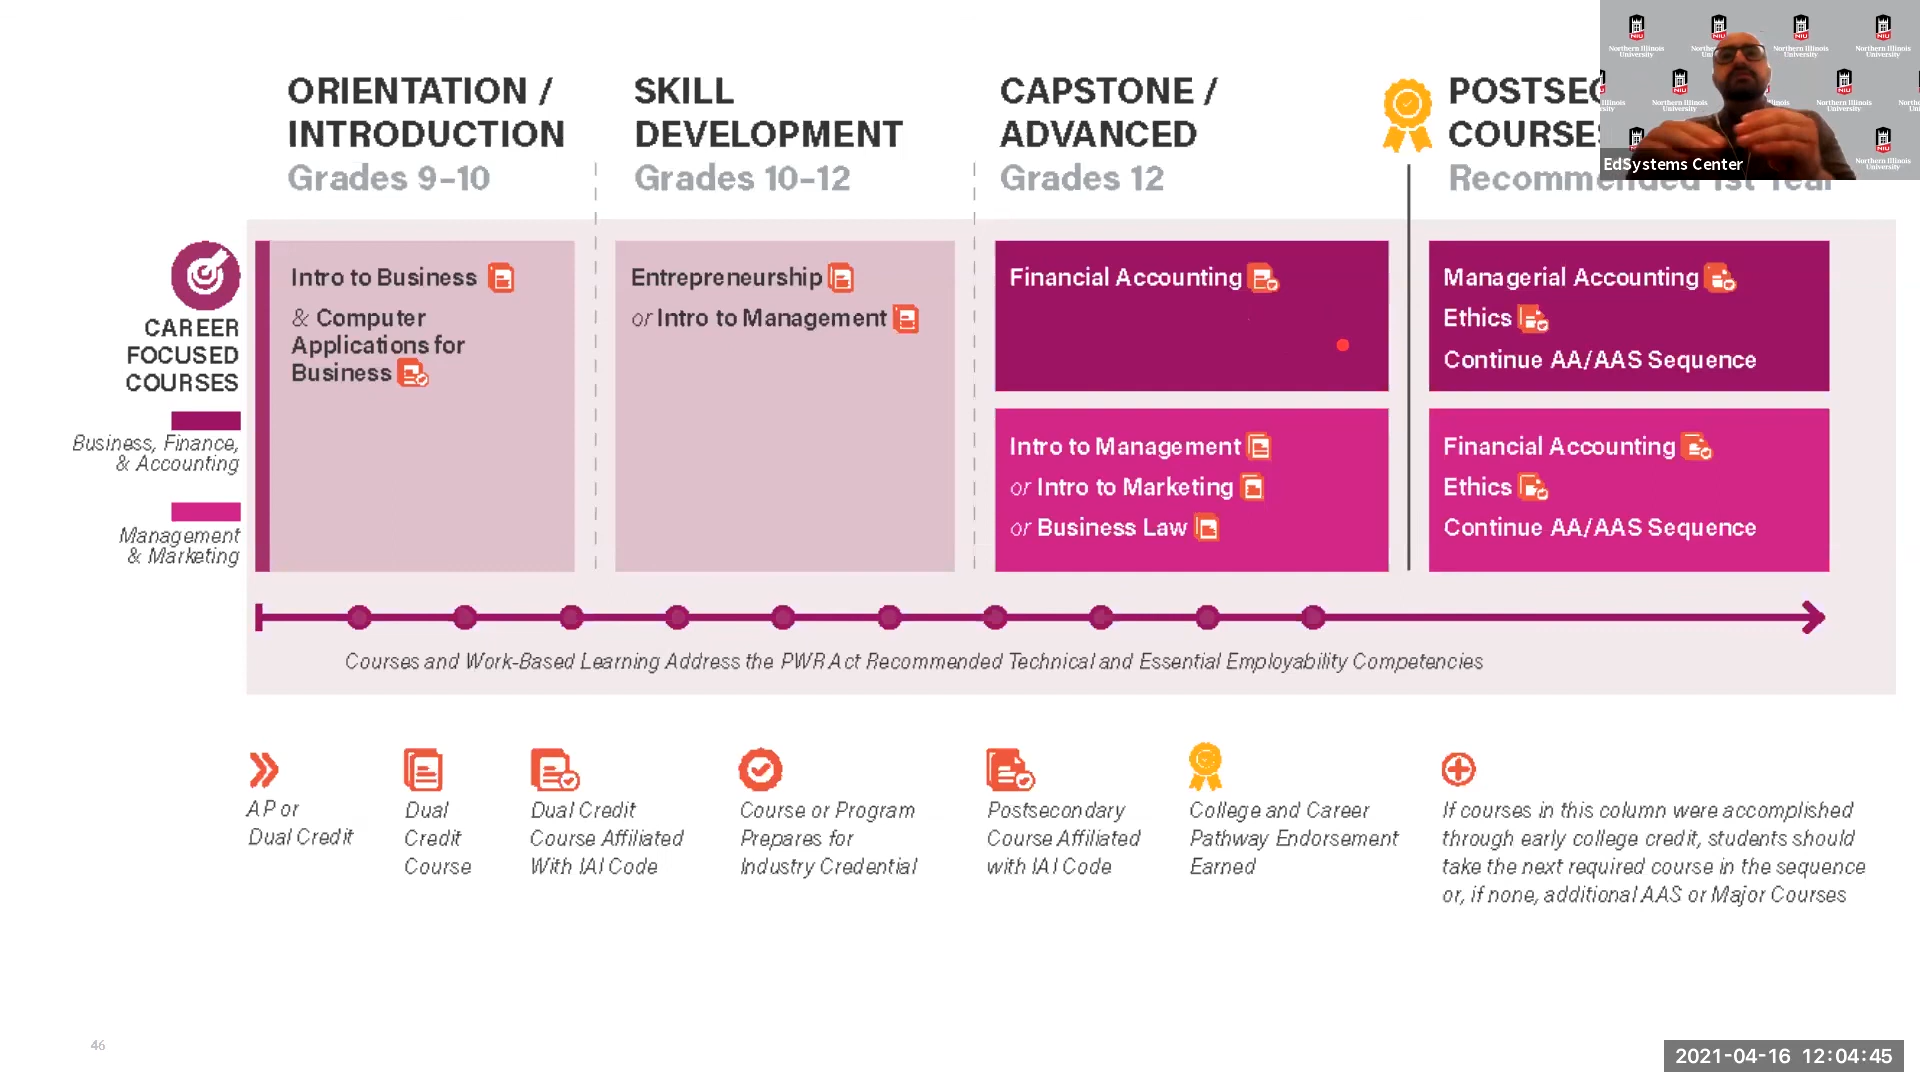 ORIENTATION /
INTRODUCTION
Grades 9-10
SKILL
DEVELOPMENT
Grades 10-12
CAPSTONE /
ADVANCED
Grades 12
Recommended 1st Year
Northern Illinois
University
EdSystems Center
CAREER
FOCUSED
COURSES
Business, Finance,
& Accounting
Management
& Marketing
Intro to Business
& Computer
Applications for
Business
Entrepreneurship
or Intro to Management
Financial Accounting
Intro to Management
or Intro to Marketing
or Business Law
Managerial Accounting
Ethics
Continue AA/AAS Sequence
Financial Accounting
Ethics
Continue AA/AAS Sequence
Courses and Work-Based Learning Address the PWR Act Recommended Technical and Essential Employability Competencies
AP or
Dual Credit
Dual
Credit
Course
Dual Credit
Course Affiliated
With IAI Code
Course or Program
Prepares for
Industry Credential
Postsecondary
Course Affiliated
with IAI Code
College and Career
Pathway Endorsement
Earned
If courses in this column were accomplished
through early college credit, students should
take the next required course in the sequence
or, if none, additional AAS or Major Courses
46
2021-04-16 12:04:45